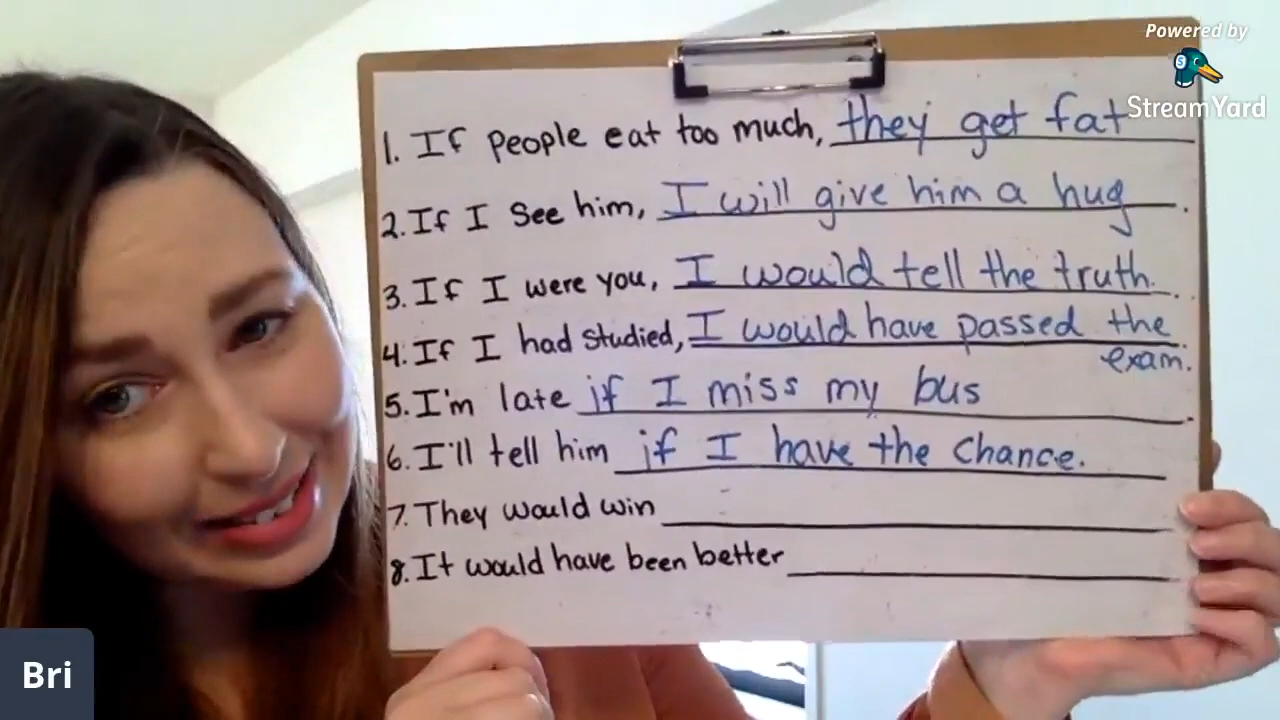 Powered by
StreamYard
1. If people eat too much, they get fat
2. If I see him, I will give him a hug.
3. If I were you, I would tell the truth.
4. If I had studied, I would have passed the
exam.
5. I'm late if I miss my bus.
6. I'll tell him if I have the chance.
7. They would win
8. It would have been better
Bri